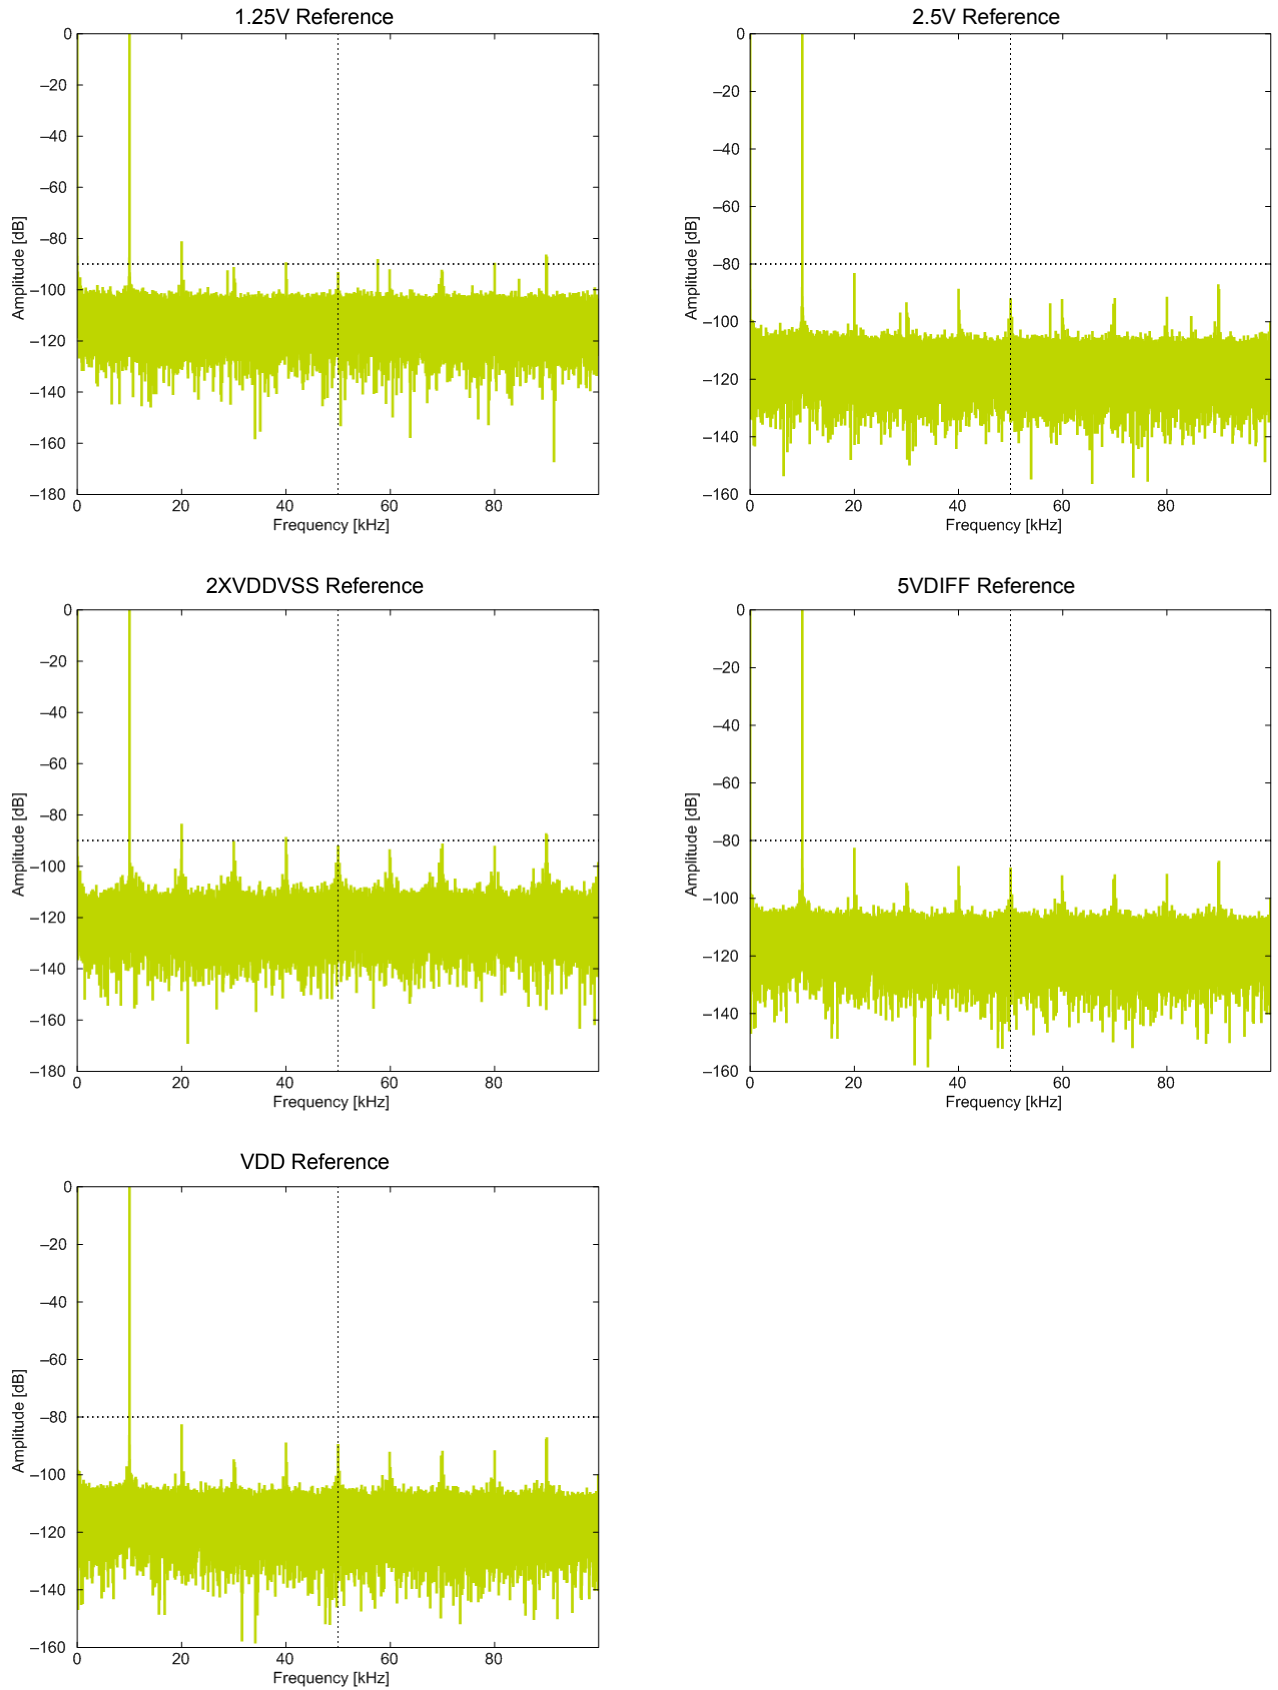 1.25V Reference
0
–20
–40
–60
–80
–100
–120
–140
–160
–180
Amplitude [dB]
0 20 40 60 80
Frequency [kHz]
2.5V Reference
0
–20
–40
–60
–80
–100
–120
–140
–160
Amplitude [dB]
0 20 40 60 80
Frequency [kHz]
2XVDDVSS Reference
0
–20
–40
–60
–80
–100
–120
–140
–160
–180
Amplitude [dB]
0 20 40 60 80
Frequency [kHz]
5VDIFF Reference
0
–20
–40
–60
–80
–100
–120
–140
–160
Amplitude [dB]
0 20 40 60 80
Frequency [kHz]
VDD Reference
0
–20
–40
–60
–80
–100
–120
–140
–160
Amplitude [dB]
0 20 40 60 80
Frequency [kHz]